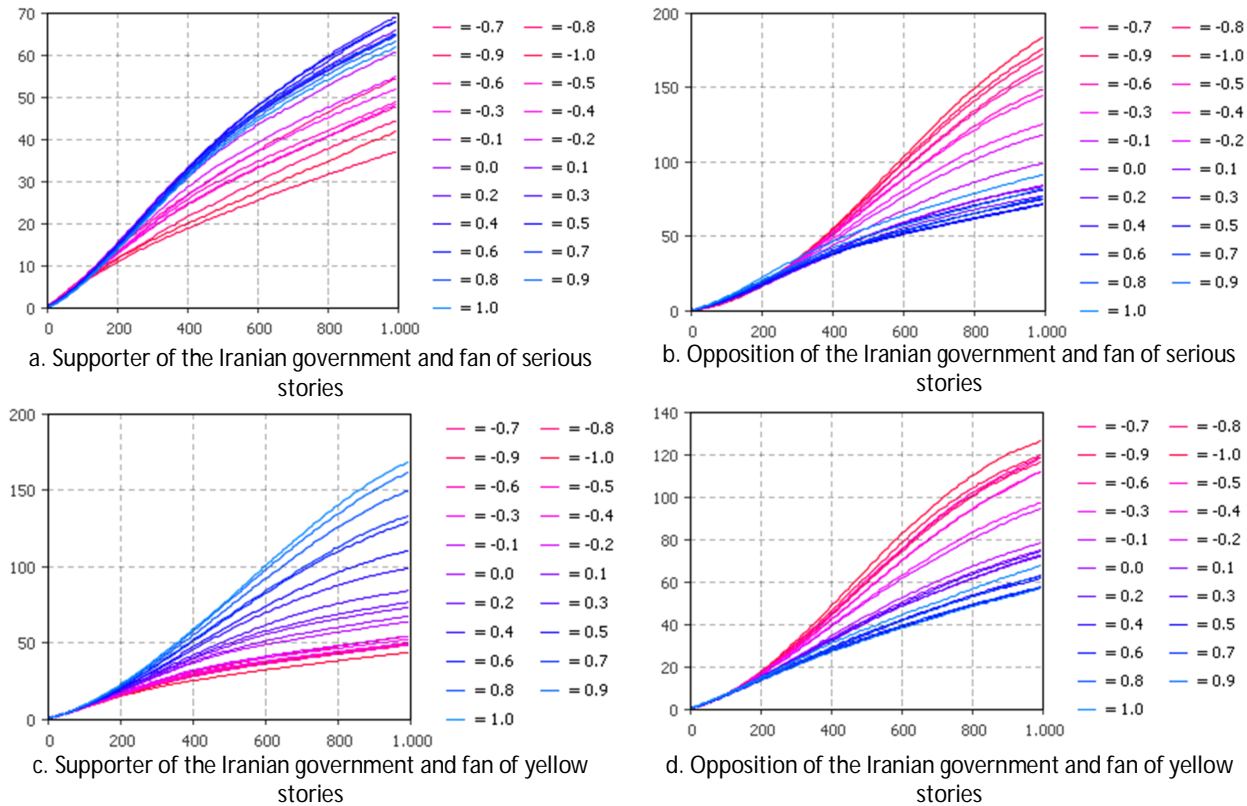 70
60
50
40
30
20
10
0
0 200 400 600 800 1.000
= -0.7 = -0.8
= -0.9 = -1.0
= -0.6 = -0.5
= -0.3 = -0.4
= -0.1 = -0.2
= 0.0 = 0.1
= 0.2 = 0.3
= 0.4 = 0.5
= 0.6 = 0.7
= 0.8 = 0.9
= 1.0
a. Supporter of the Iranian government and fan of serious
stories
200
150
100
50
0
0 200 400 600 800 1.000
= -0.7 = -0.8
= -0.9 = -1.0
= -0.6 = -0.5
= -0.3 = -0.4
= -0.1 = -0.2
= 0.0 = 0.1
= 0.2 = 0.3
= 0.4 = 0.5
= 0.6 = 0.7
= 0.8 = 0.9
= 1.0
b. Opposition of the Iranian government and fan of serious
stories
200
150
100
50
0
0 200 400 600 800 1.000
= -0.7 = -0.8
= -0.9 = -1.0
= -0.6 = -0.5
= -0.3 = -0.4
= -0.1 = -0.2
= 0.0 = 0.1
= 0.2 = 0.3
= 0.4 = 0.5
= 0.6 = 0.7
= 0.8 = 0.9
= 1.0
c. Supporter of the Iranian government and fan of yellow
stories
140
120
100
80
60
40
20
0
0 200 400 600 800 1.000
= -0.7 = -0.8
= -0.9 = -1.0
= -0.6 = -0.5
= -0.3 = -0.4
= -0.1 = -0.2
= 0.0 = 0.1
= 0.2 = 0.3
= 0.4 = 0.5
= 0.6 = 0.7
= 0.8 = 0.9
= 1.0
d. Opposition of the Iranian government and fan of yellow
stories